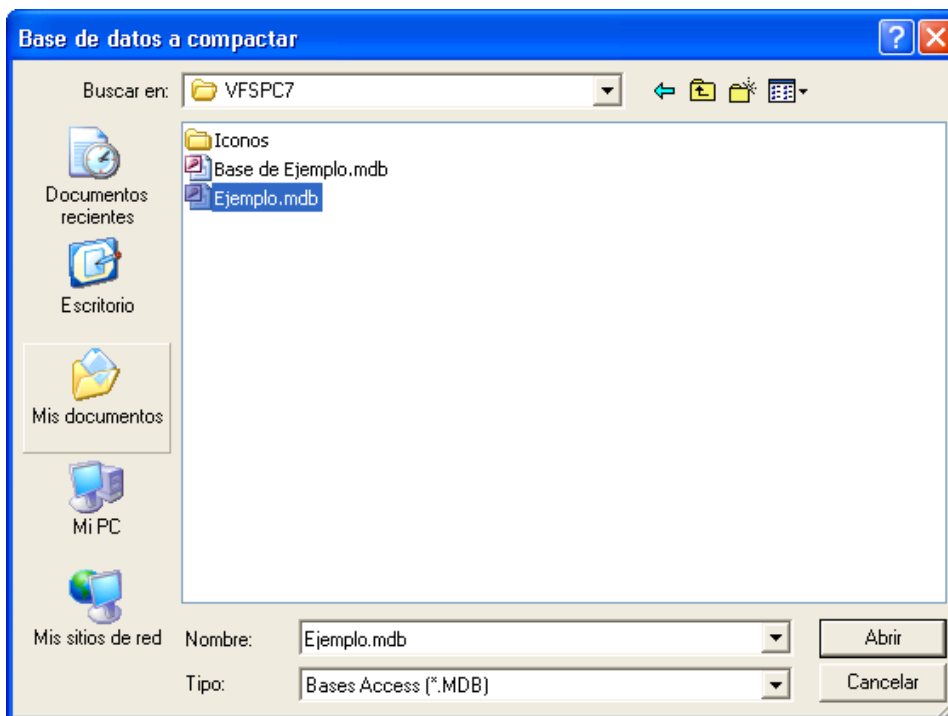 Base de datos a compactar
Buscar en: VFSPC7
Iconos
Base de Ejemplo.mdb
Ejemplo.mdb
Documentos
recientes
Escritorio
Mis documentos
Mi PC
Mis sitios de red
Nombre: Ejemplo.mdb Abrir
Tipo: Bases Access (*.MDB) Cancelar